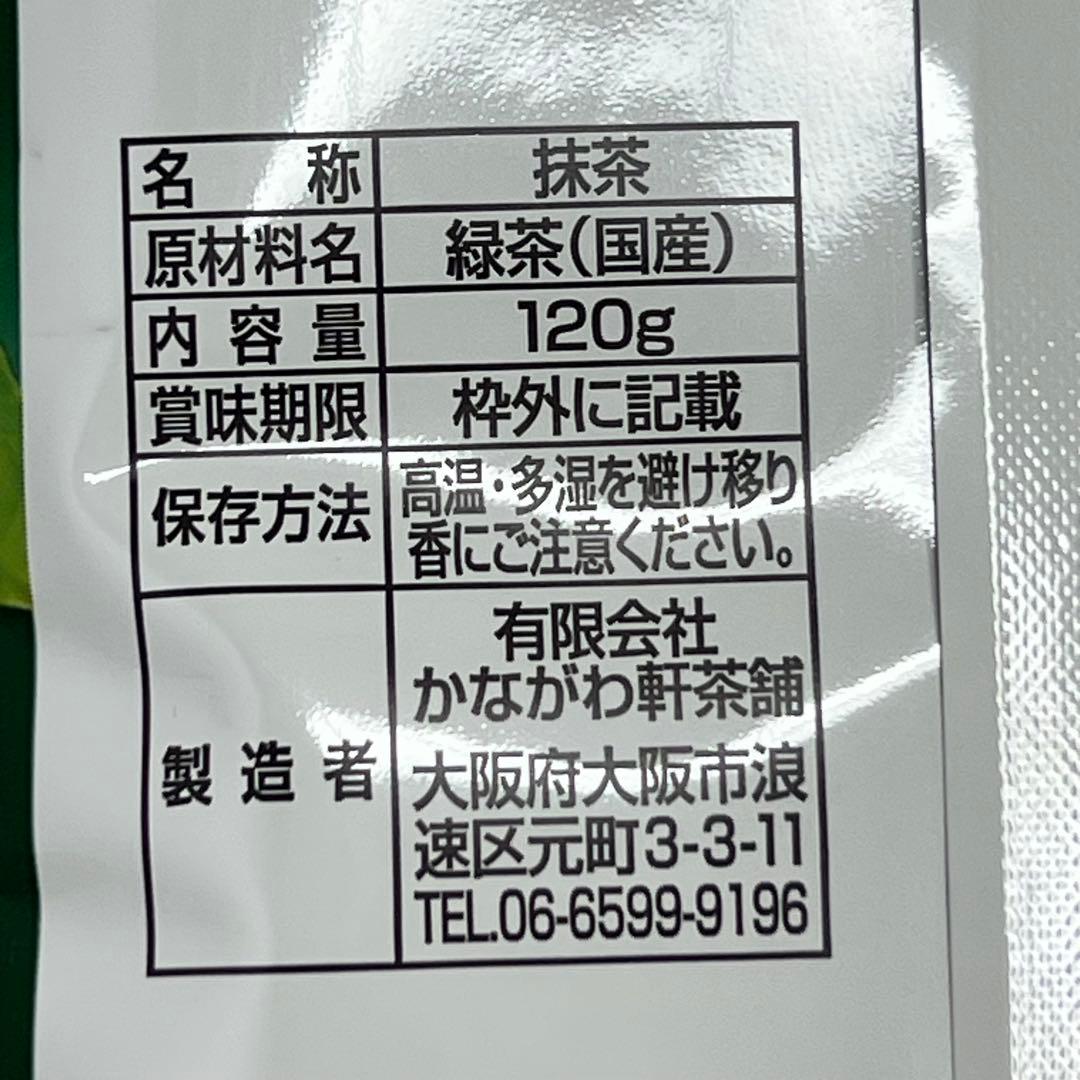 名称 抹茶
原材料名 緑茶(国産)
内容量 120g
賞味期限 枠外に記載
保存方法 高温・多湿を避け移り
香にご注意ください。
製造者 有限会社
かながわ軒茶舗
大阪府大阪市浪
速区元町3-3-11
TEL.06-6599-9196